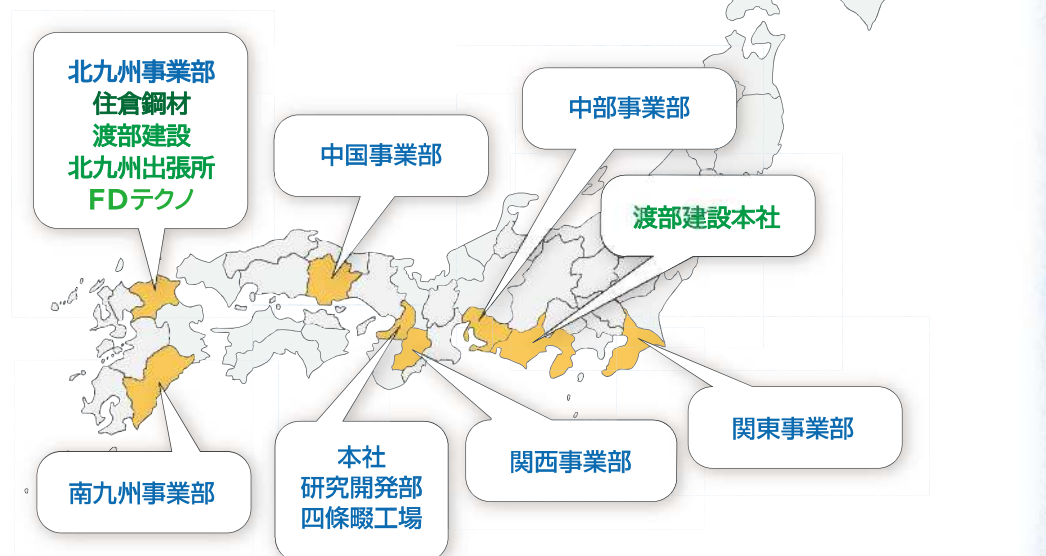 北九州事業部
住倉鋼材
渡部建設
北九州出張所
FDテクノ
中国事業部
中部事業部
渡部建設本社
関東事業部
関西事業部
本社
研究開発部
四條畷工場
南九州事業部